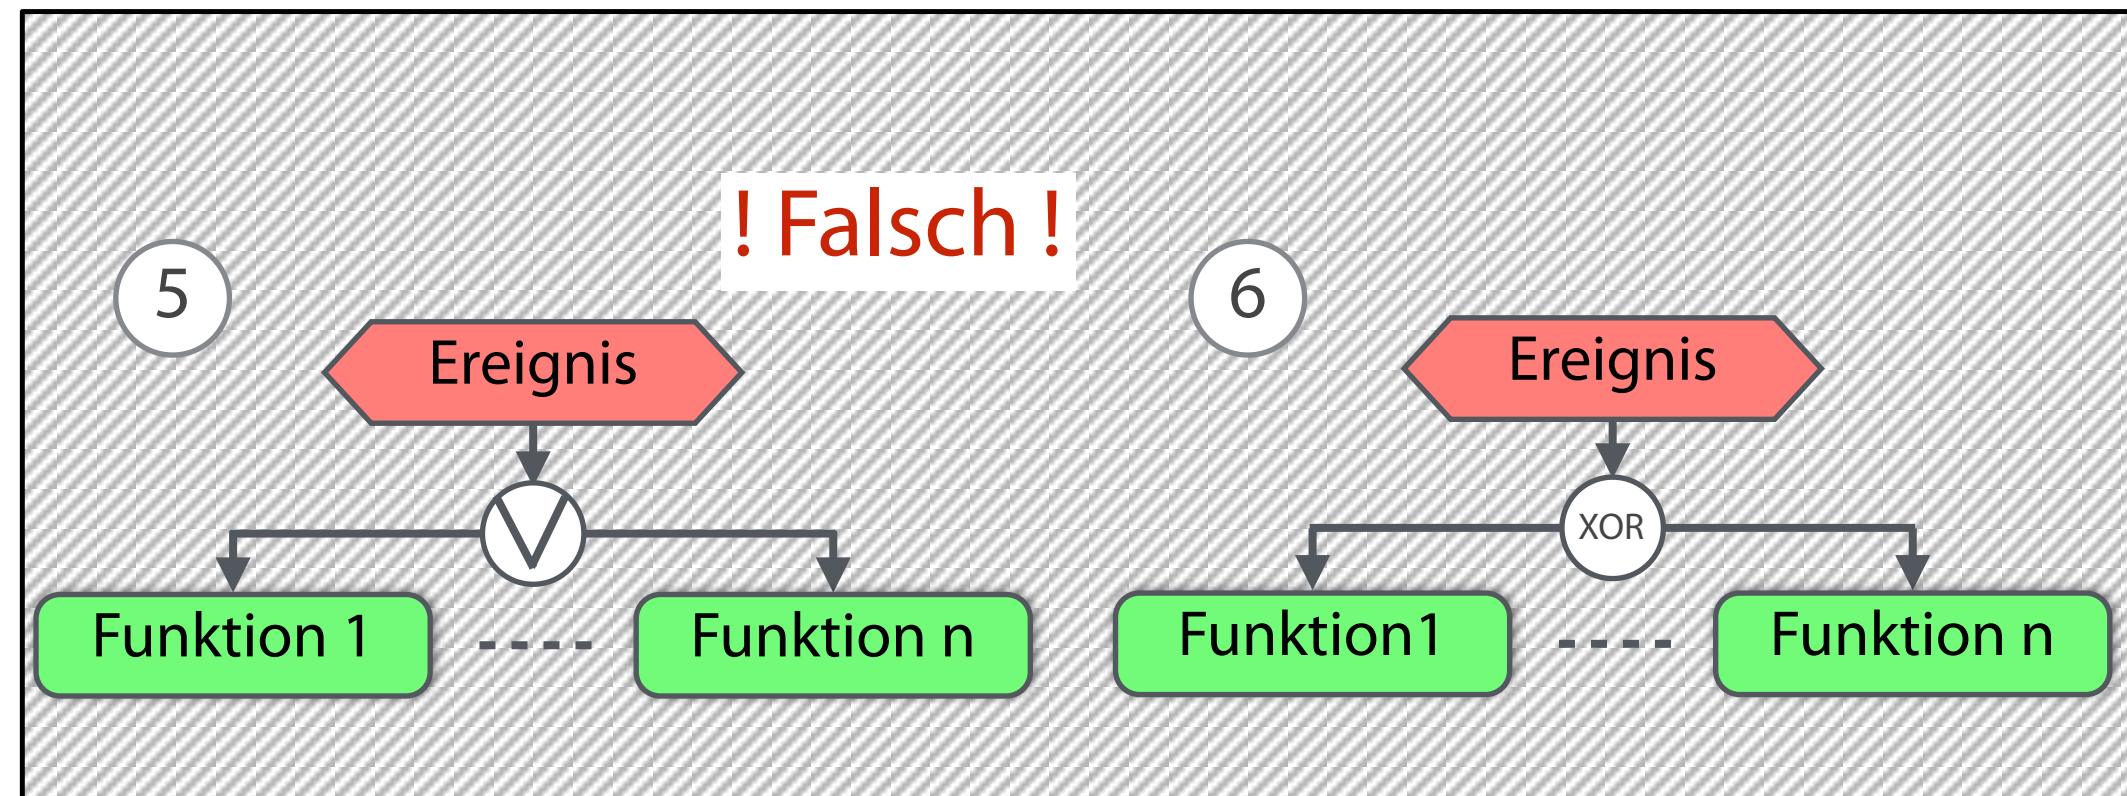 ! Falsch !
5
6
Ereignis
Ereignis
V
XOR
Funktion 1
Funktion n
Funktion1
Funktion n